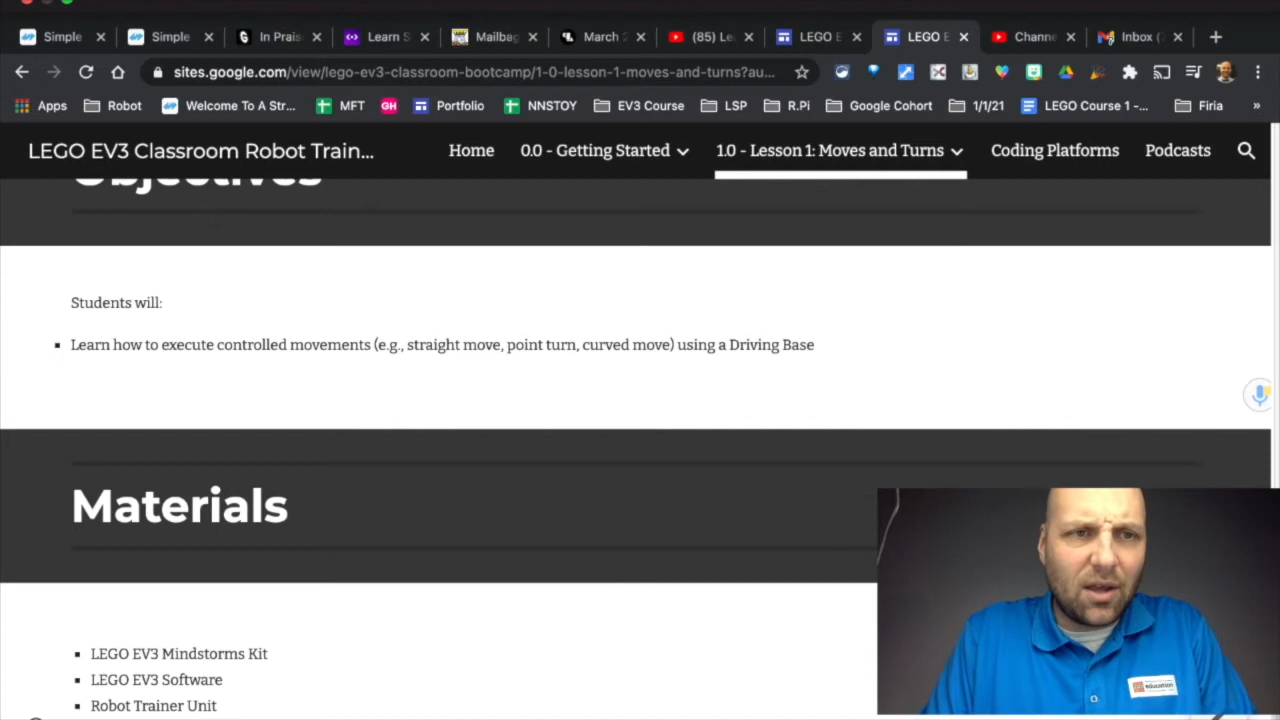 Simple
Simple
In Prais
Learn S
Mailbag
March 2
(85) Le
LEGO E
LEGO E
Channe
Inbox (
sites.google.com/view/lego-ev3-classroom-bootcamp/1-0-lesson-1-moves-and-turns?au...
Apps
Robot
Welcome To A Str...
MFT
GH
Portfolio
NNSTOY
EV3 Course
LSP
R.Pi
Google Cohort
1/1/21
LEGO Course 1 -...
Firia
»
LEGO EV3 Classroom Robot Train...
Home
0.0 - Getting Started
1.0 - Lesson 1: Moves and Turns
Coding Platforms
Podcasts
Objectives
Students will:
▪ Learn how to execute controlled movements (e.g., straight move, point turn, curved move) using a Driving Base
Materials
▪ LEGO EV3 Mindstorms Kit
▪ LEGO EV3 Software
▪ Robot Trainer Unit
education